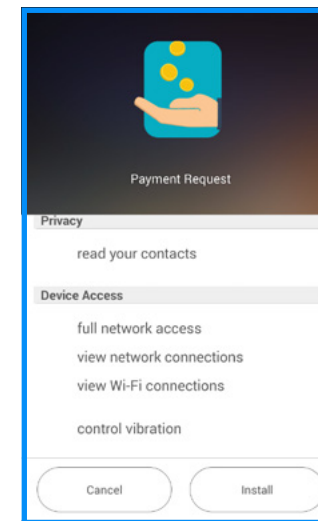 Payment Request
Privacy
read your contacts
Device Access
full network access
view network connections
view Wi-Fi connections
control vibration
Cancel
Install